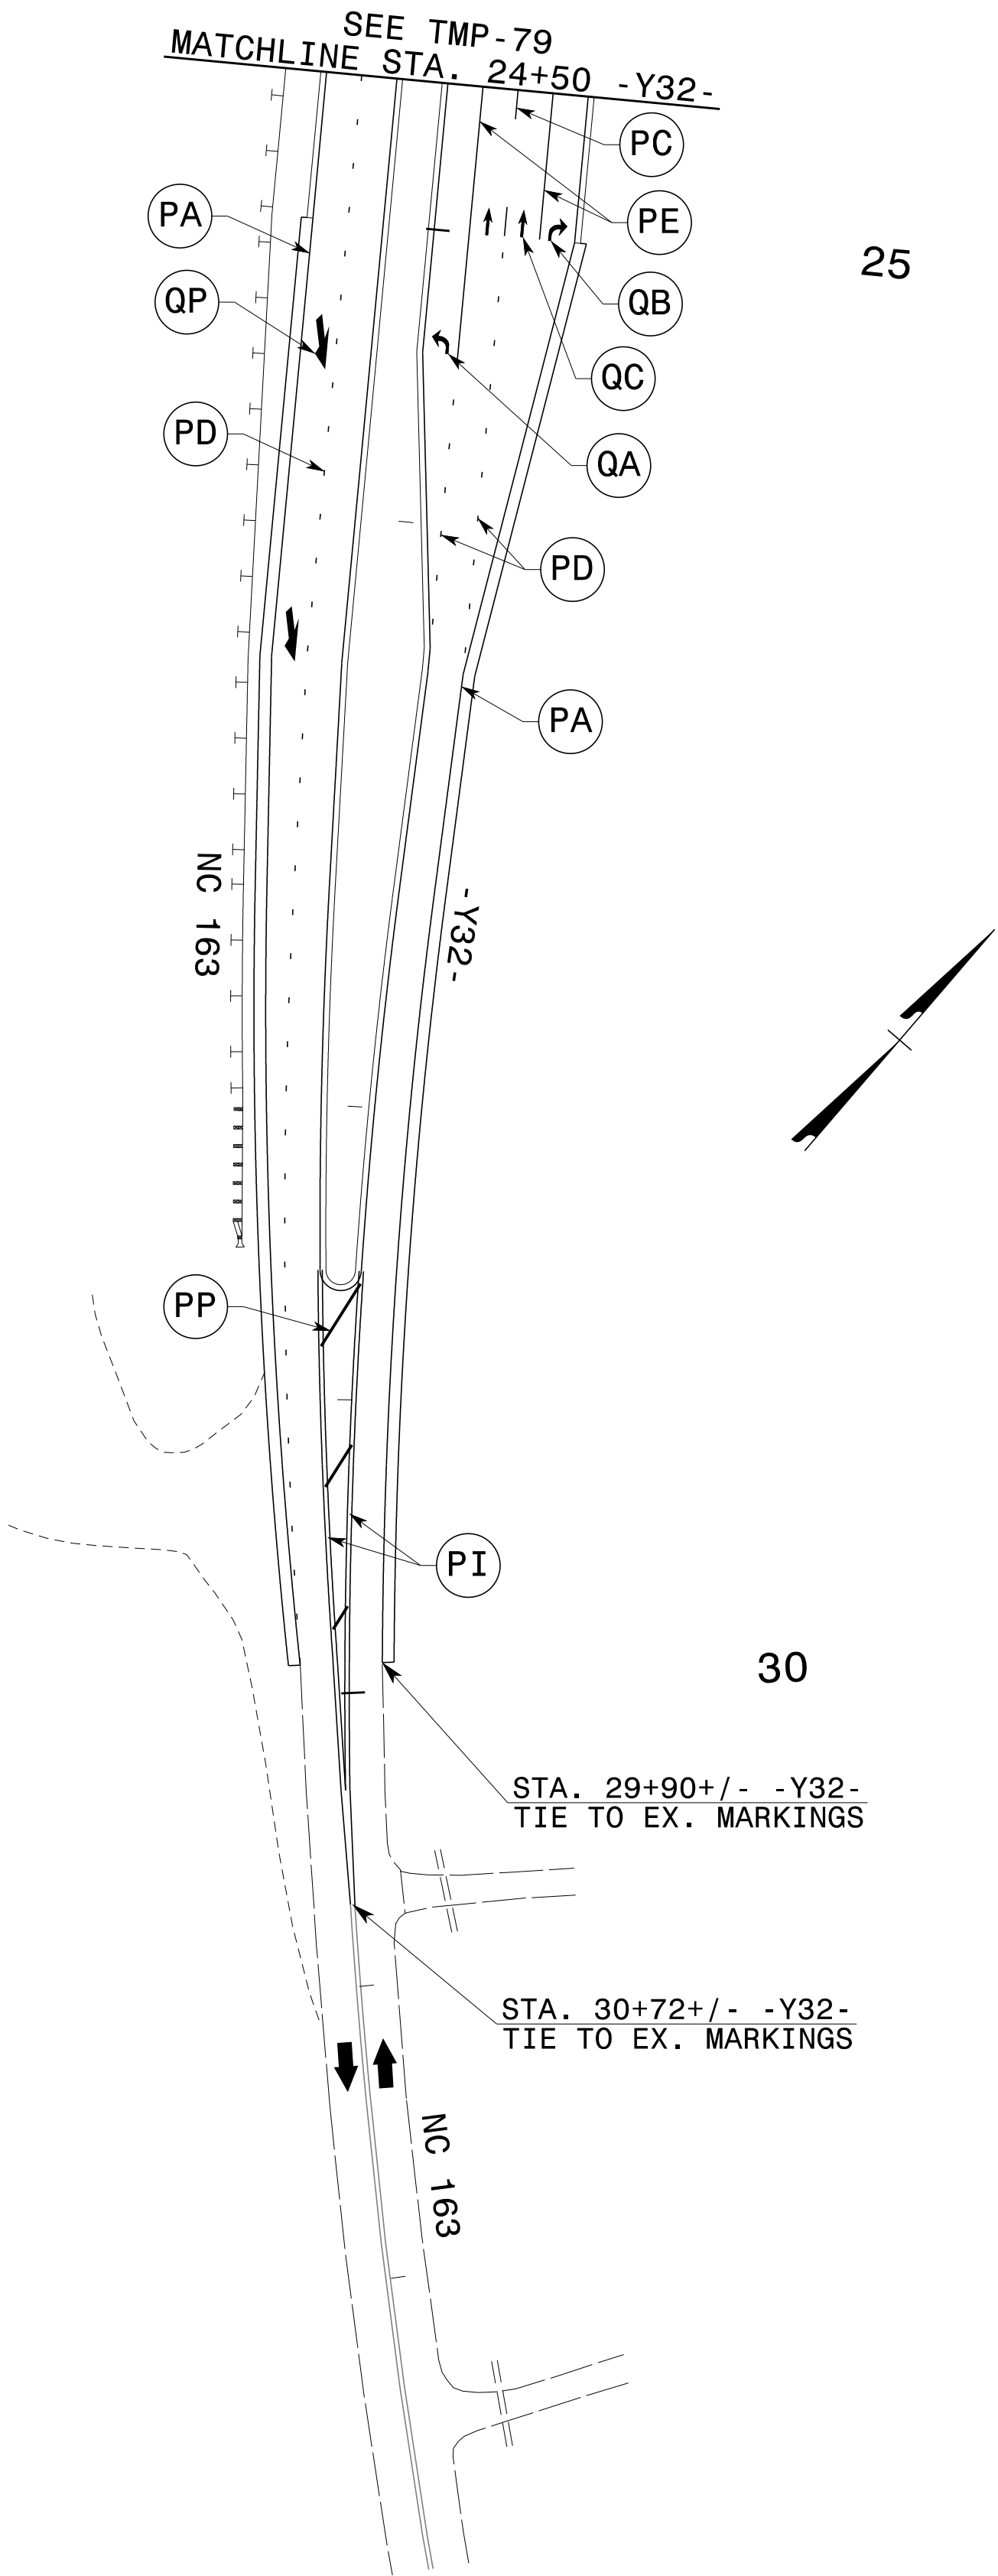 SEE TMP-79
MATCHLINE STA. 24+50 -Y32-
PC
PA
PE
25
QP
QB
QC
PD
QA
PD
PA
NC 163
-Y32-
PP
PI
30
STA. 29+90+/- -Y32-
TIE TO EX. MARKINGS
STA. 30+72+/- -Y32-
TIE TO EX. MARKINGS
NC 163